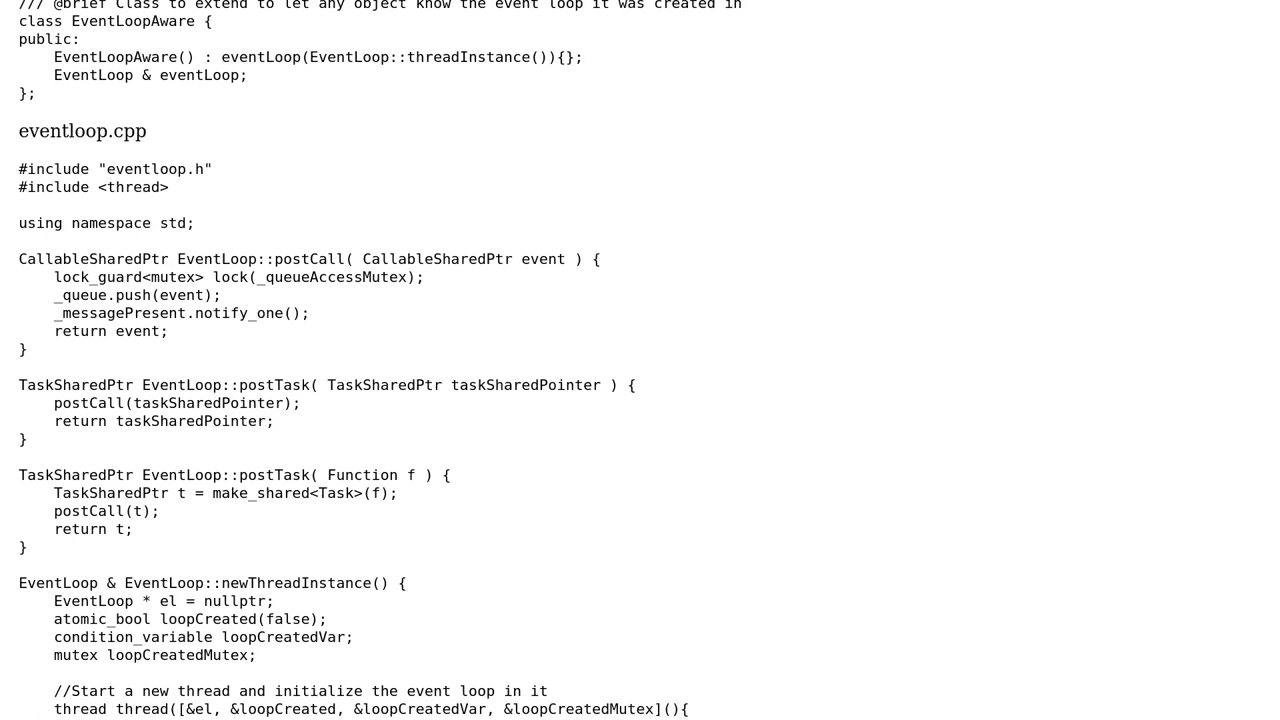 /// @brief Class to extend to let any object know the event loop it was created in
class EventLoopAware {
public:
    EventLoopAware() : eventLoop(EventLoop::threadInstance()){};
    EventLoop & eventLoop;
};
eventloop.cpp
#include "eventloop.h"
#include <thread>
using namespace std;
CallableSharedPtr EventLoop::postCall( CallableSharedPtr event ) {
    lock_guard<mutex> lock(_queueAccessMutex);
    _queue.push(event);
    _messagePresent.notify_one();
    return event;
}
TaskSharedPtr EventLoop::postTask( TaskSharedPtr taskSharedPointer ) {
    postCall(taskSharedPointer);
    return taskSharedPointer;
}
TaskSharedPtr EventLoop::postTask( Function f ) {
    TaskSharedPtr t = make_shared<Task>(f);
    postCall(t);
    return t;
}
EventLoop & EventLoop::newThreadInstance() {
    EventLoop * el = nullptr;
    atomic_bool loopCreated(false);
    condition_variable loopCreatedVar;
    mutex loopCreatedMutex;
    //Start a new thread and initialize the event loop in it
    thread thread([&el, &loopCreated, &loopCreatedVar, &loopCreatedMutex](){